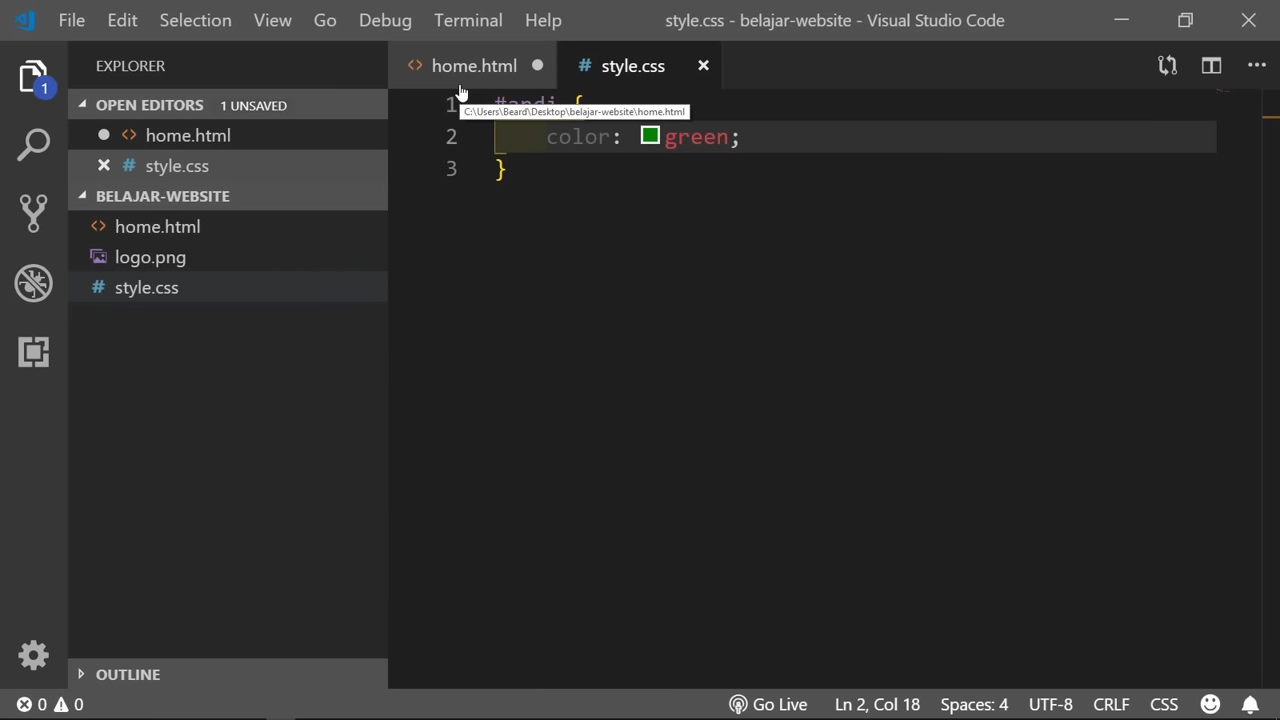 File Edit Selection View Go Debug Terminal Help style.css - belajar-website - Visual Studio Code
EXPLORER
home.html
style.css
1
OPEN EDITORS 1 UNSAVED
home.html
style.css
BELAJAR-WEBSITE
home.html
logo.png
style.css
OUTLINE
1 {
C:\Users\Beard\Desktop\belajar-website\home.html
2 color: green;
3 }
0 0 Go Live Ln 2, Col 18 Spaces: 4 UTF-8 CRLF CSS